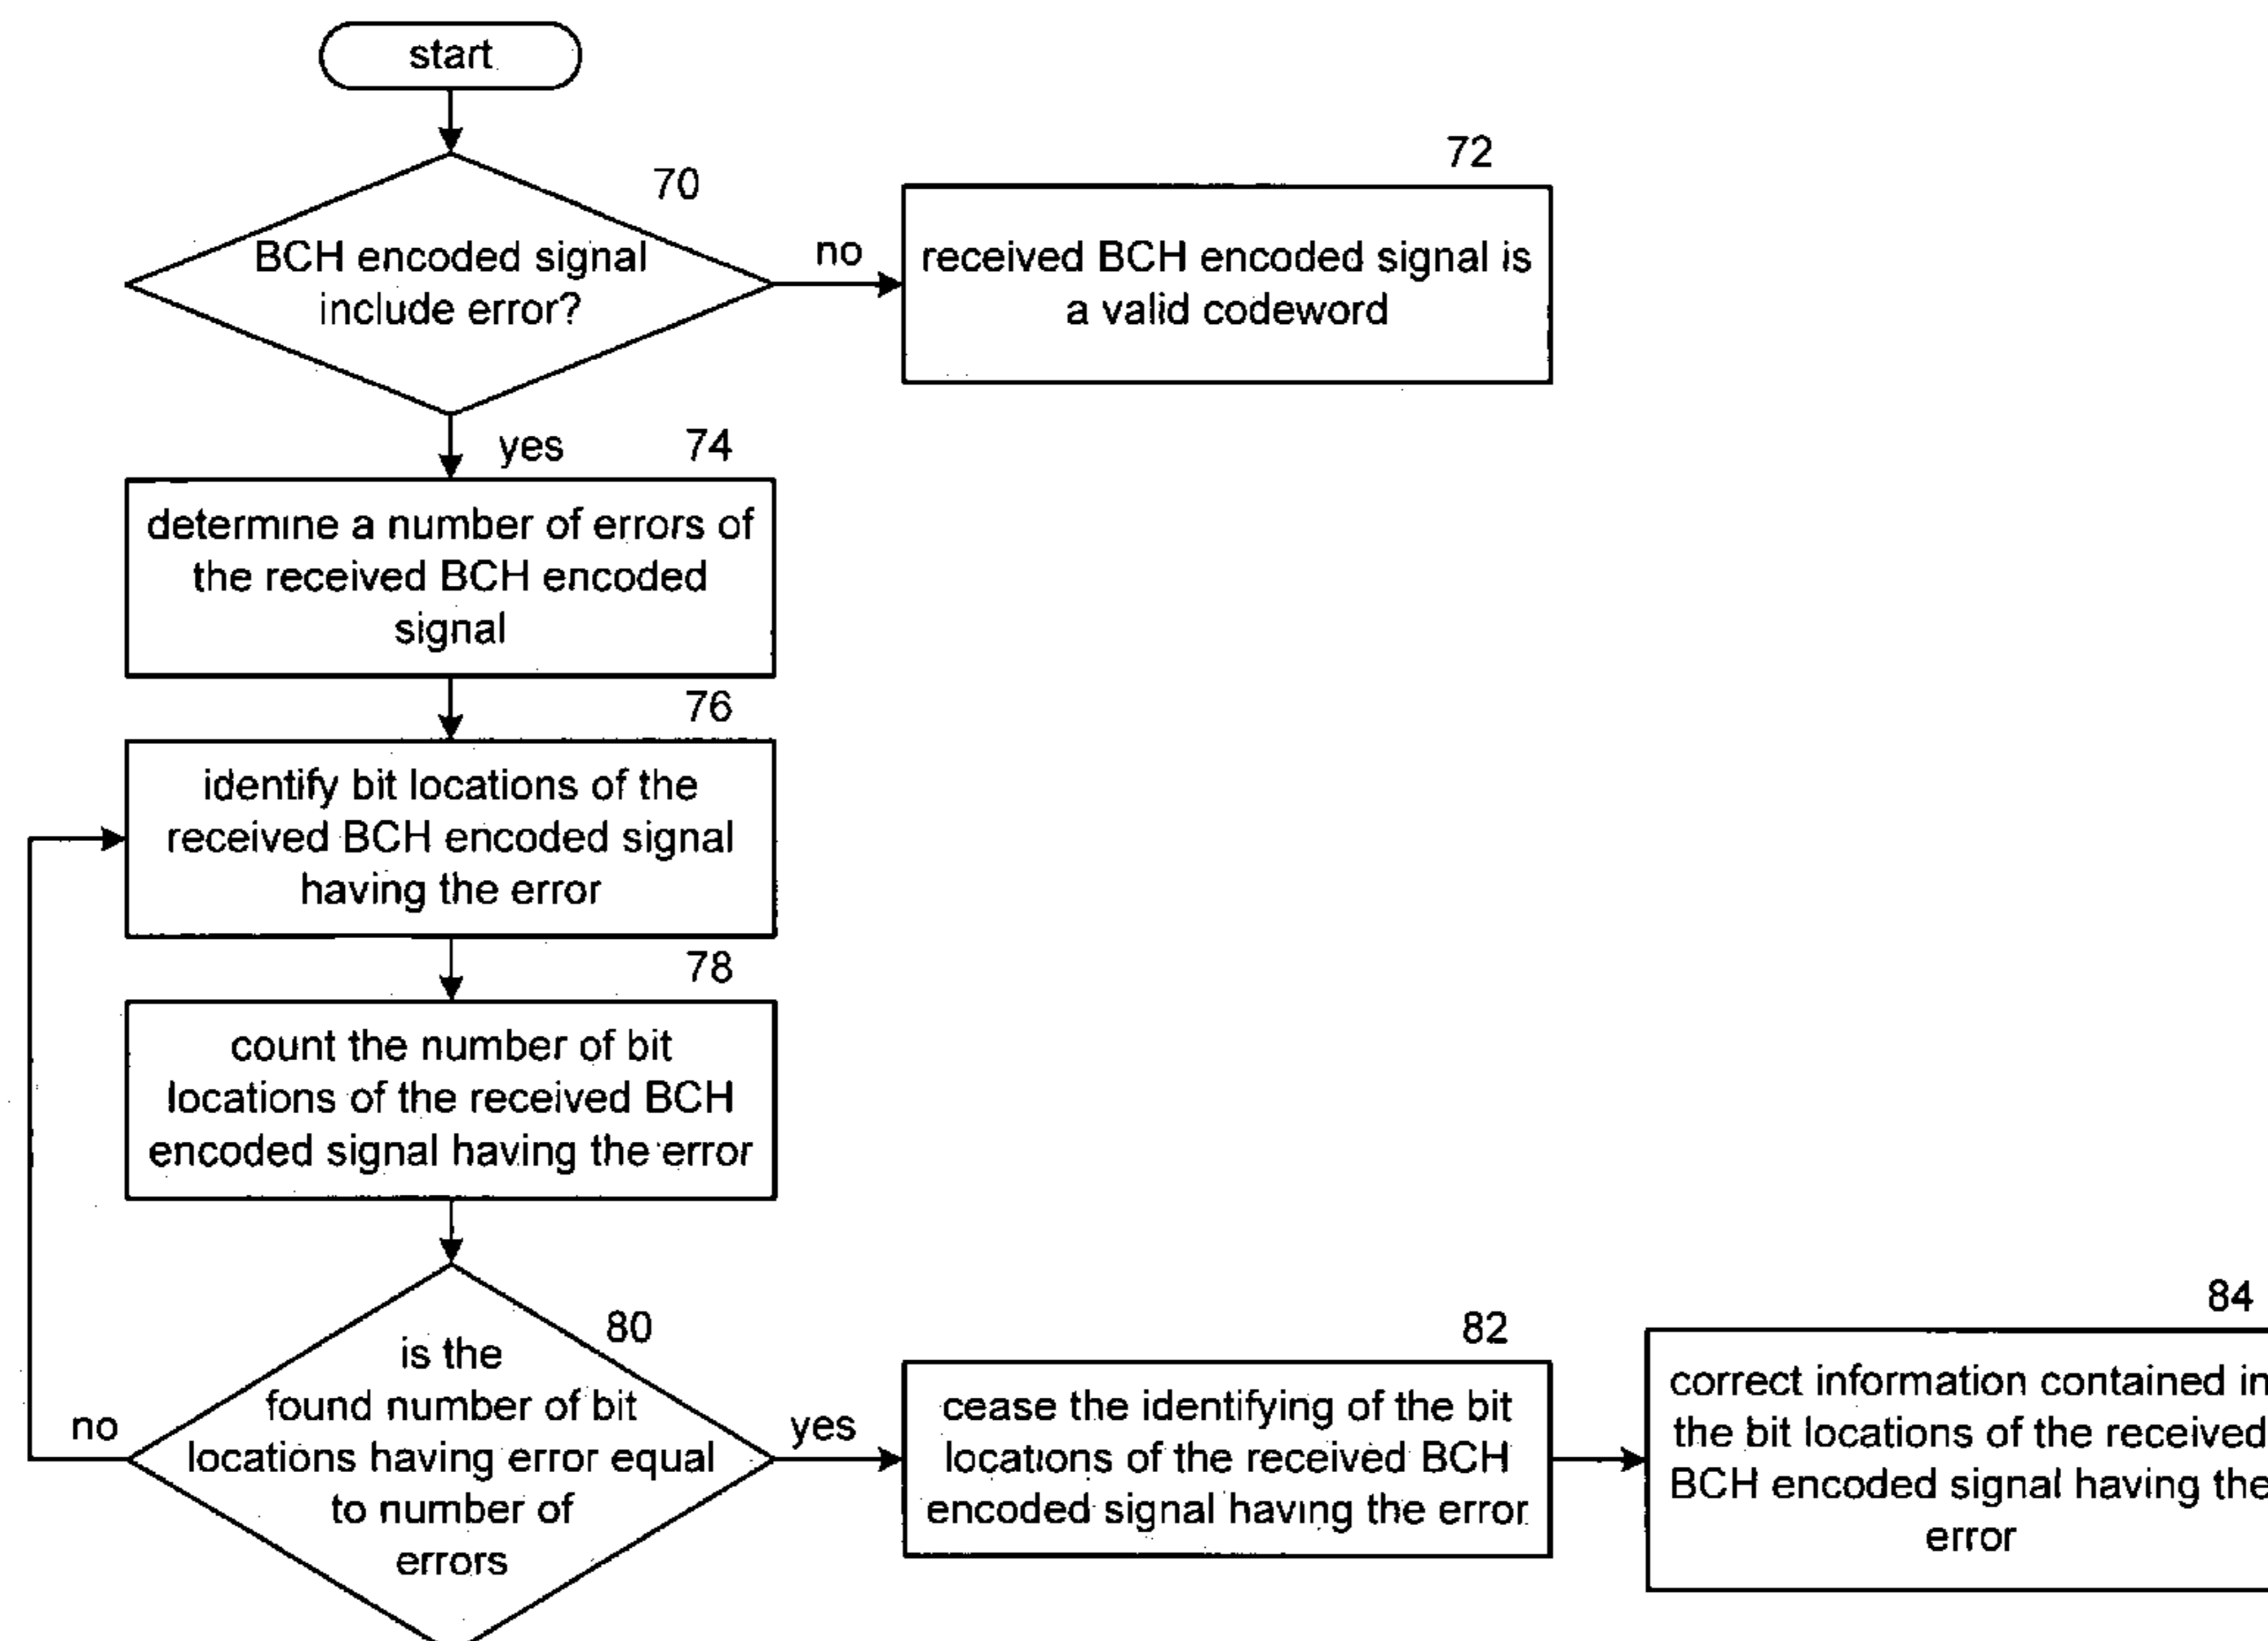 start
70
BCH encoded signal
include error?
no
72
received BCH encoded signal is
a valid codeword
yes
74
determine a number of errors of
the received BCH encoded
signal
76
identify bit locations of the
received BCH encoded signal
having the error
78
count the number of bit
locations of the received BCH
encoded signal having the error
80
is the
found number of bit
locations having error equal
to number of
errors
no
yes
82
cease the identifying of the bit
locations of the received BCH
encoded signal having the error
84
correct information contained in
the bit locations of the received
BCH encoded signal having the
error